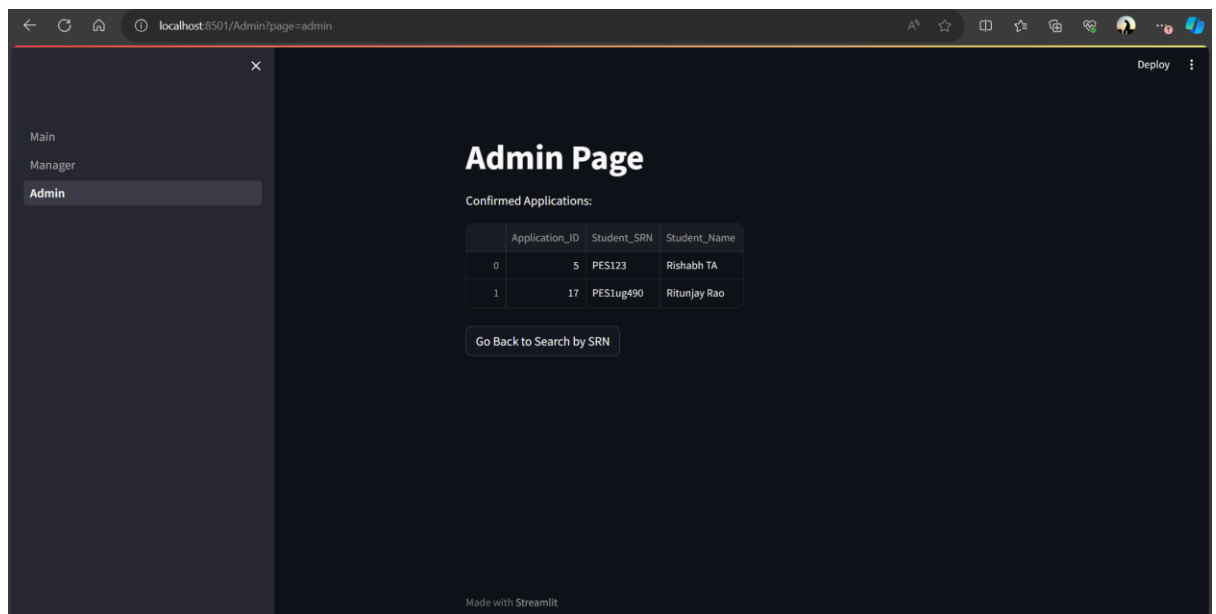 localhost:8501/Admin?page=admin
Deploy
Main
Manager
Admin
Admin Page
Confirmed Applications:
Application_ID Student_SRN Student_Name
0 5 PES123 Rishabh TA
1 17 PES1ug490 Ritunjay Rao
Go Back to Search by SRN
Made with Streamlit